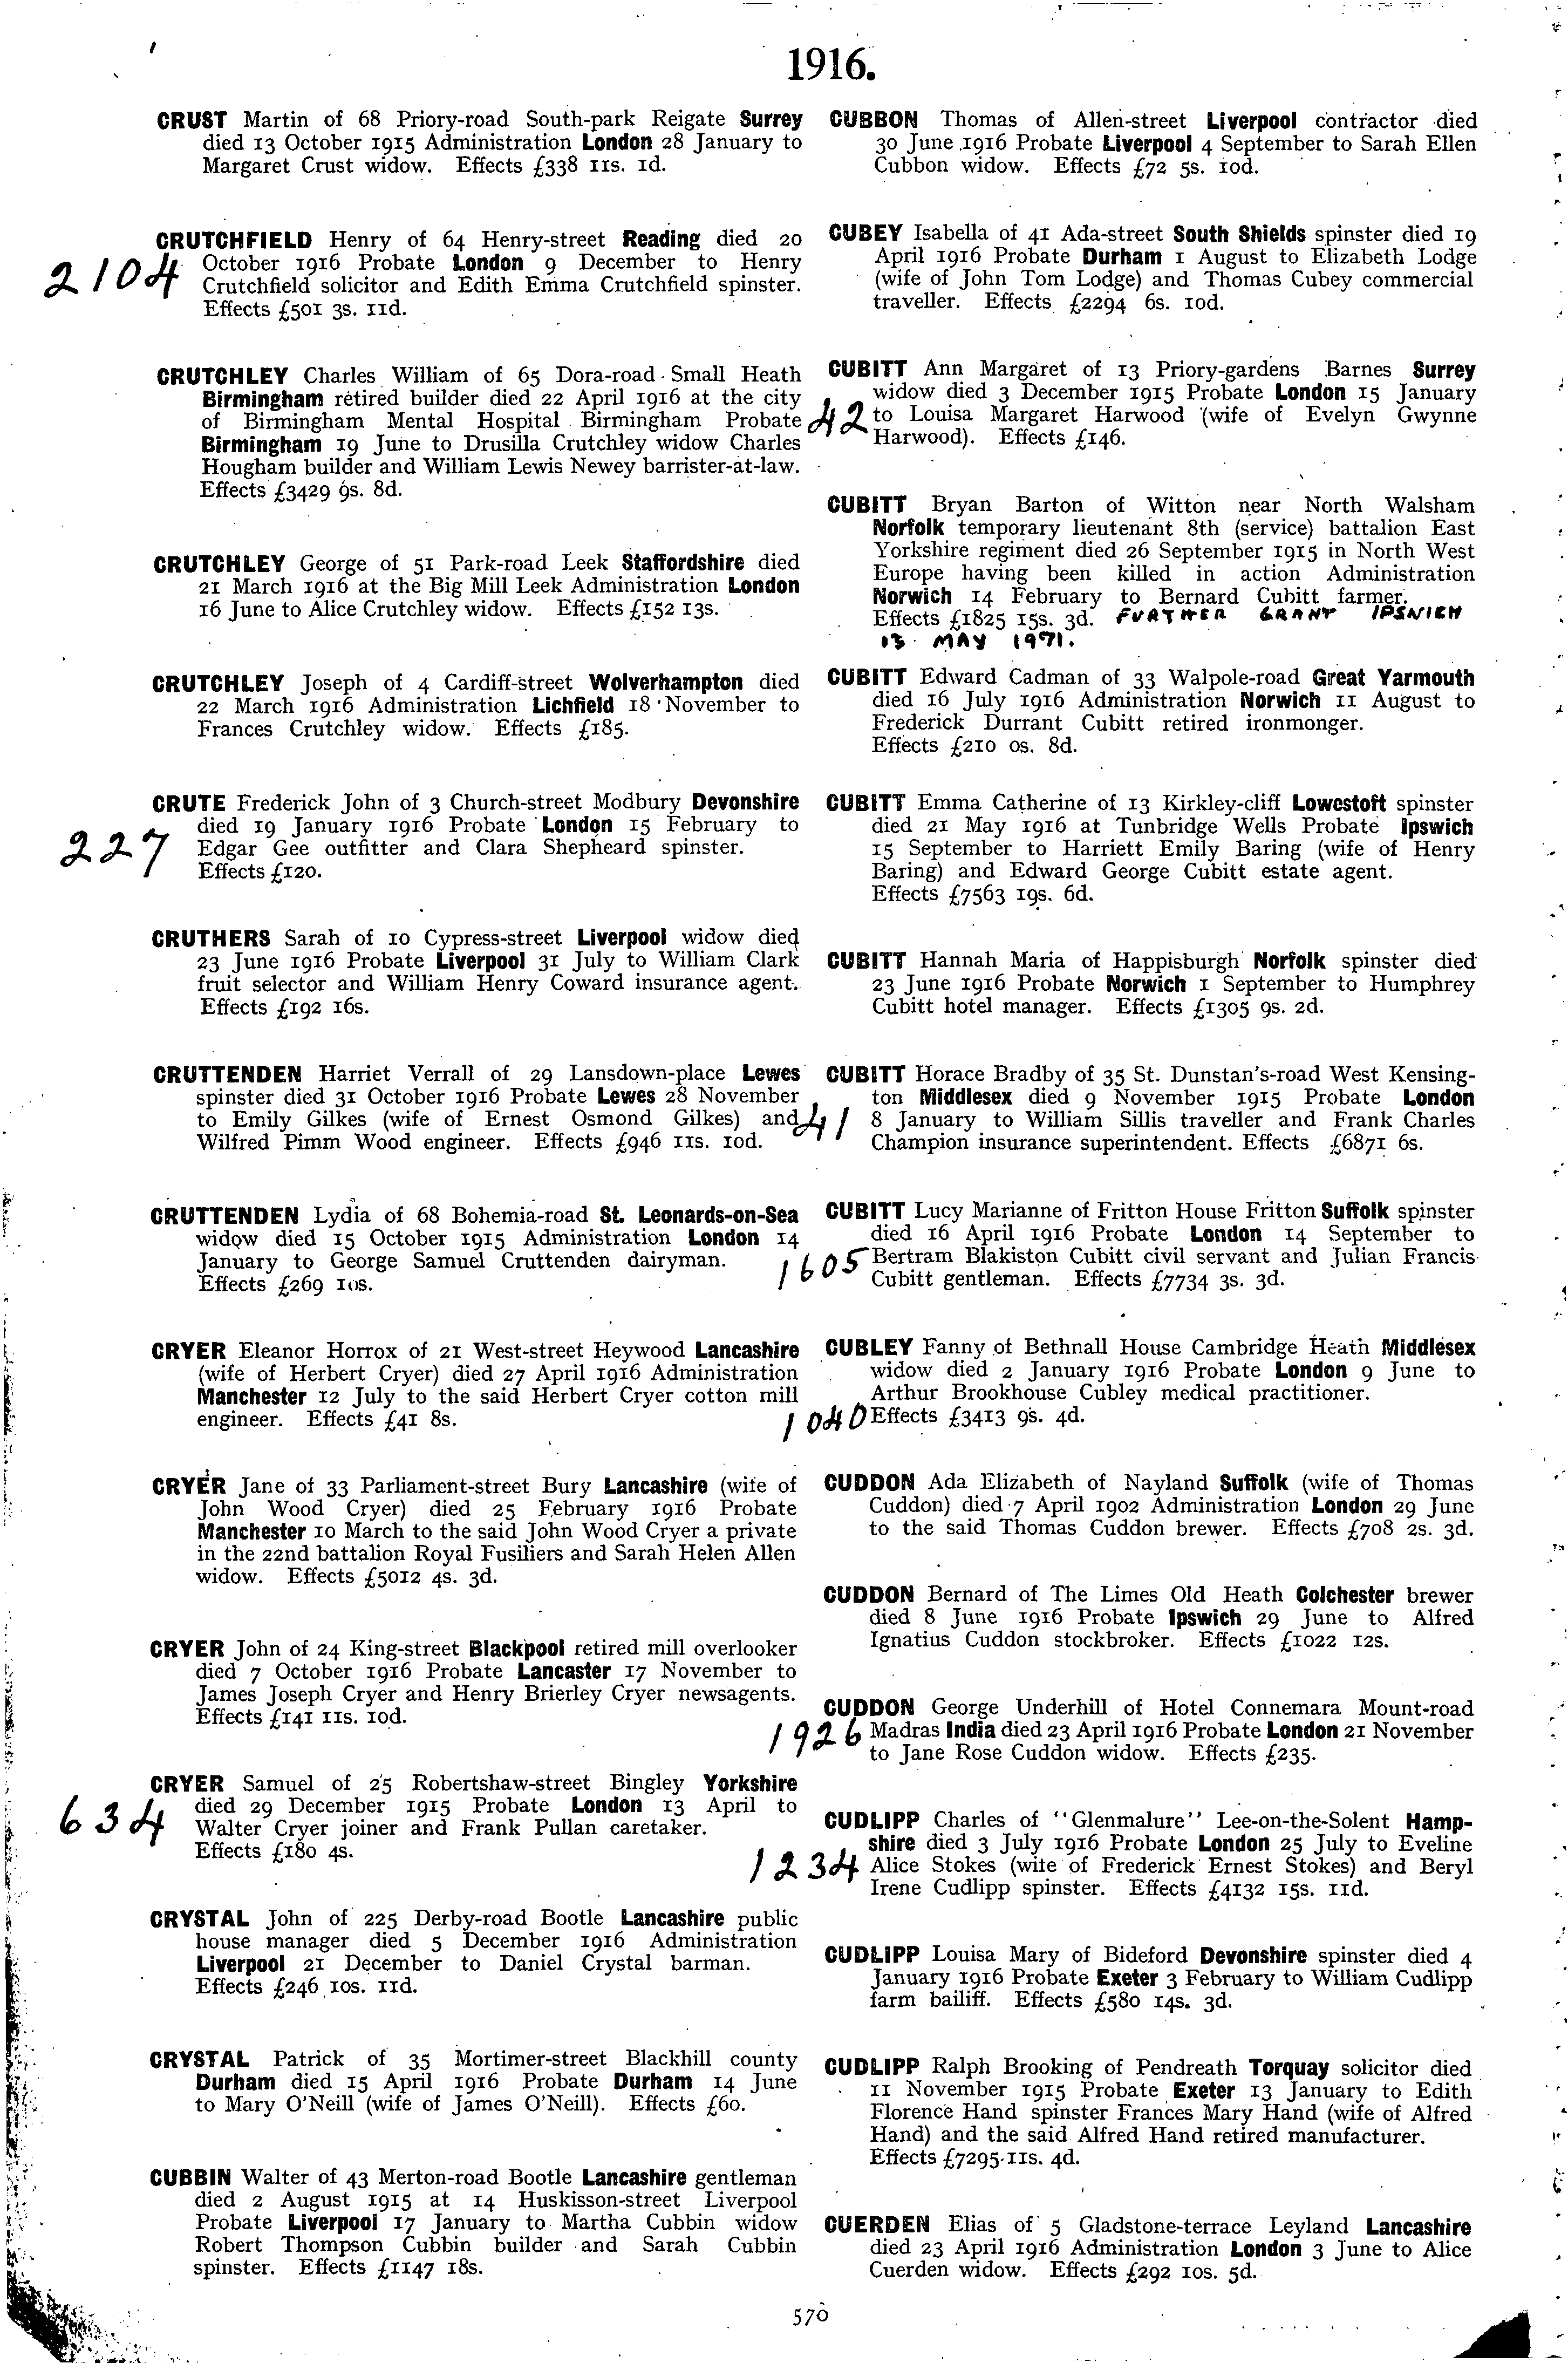 1916.
CRUST Martin of 68 Priory-road South-park Reigate Surrey
died 13 October 1915 Administration London 28 January to
Margaret Crust widow. Effects £338 11s. 1d.
CRUTCHFIELD Henry of 64 Henry-street Reading died 20
October 1916 Probate London 9 December to Henry
Crutchfield solicitor and Edith Emma Crutchfield spinster.
Effects £501 3s. 11d.
2104
CRUTCHLEY Charles William of 65 Dora-road Small Heath
Birmingham retired builder died 22 April 1916 at the city
of Birmingham Mental Hospital Birmingham Probate
Birmingham 19 June to Drusilla Crutchley widow Charles
Hougham builder and William Lewis Newey barrister-at-law.
Effects £3429 9s. 8d.
CRUTCHLEY George of 51 Park-road Leek Staffordshire died
21 March 1916 at the Big Mill Leek Administration London
16 June to Alice Crutchley widow. Effects £152 13s.
CRUTCHLEY Joseph of 4 Cardiff-street Wolverhampton died
22 March 1916 Administration Lichfield 18 November to
Frances Crutchley widow. Effects £185.
CRUTE Frederick John of 3 Church-street Modbury Devonshire
died 19 January 1916 Probate London 15 February to
Edgar Gee outfitter and Clara Shepheard spinster.
Effects £120.
227
CRUTHERS Sarah of 10 Cypress-street Liverpool widow died
23 June 1916 Probate Liverpool 31 July to William Clark
fruit selector and William Henry Coward insurance agent.
Effects £192 16s.
CRUTTENDEN Harriet Verrall of 29 Lansdown-place Lewes
spinster died 31 October 1916 Probate Lewes 28 November
to Emily Gilkes (wife of Ernest Osmond Gilkes) and
Wilfred Pimm Wood engineer. Effects £946 11s. 10d.
CRUTTENDEN Lydia of 68 Bohemia-road St. Leonards-on-Sea
widow died 15 October 1915 Administration London 14
January to George Samuel Cruttenden dairyman.
Effects £269 10s.
CRYER Eleanor Horrox of 21 West-street Heywood Lancashire
(wife of Herbert Cryer) died 27 April 1916 Administration
Manchester 12 July to the said Herbert Cryer cotton mill
engineer. Effects £41 8s.
CRYER Jane of 33 Parliament-street Bury Lancashire (wife of
John Wood Cryer) died 25 February 1916 Probate
Manchester 10 March to the said John Wood Cryer a private
in the 22nd battalion Royal Fusiliers and Sarah Helen Allen
widow. Effects £5012 4s. 3d.
CRYER John of 24 King-street Blackpool retired mill overlooker
died 7 October 1916 Probate Lancaster 17 November to
James Joseph Cryer and Henry Brierley Cryer newsagents.
Effects £141 11s. 10d.
CRYER Samuel of 25 Robertshaw-street Bingley Yorkshire
died 29 December 1915 Probate London 13 April to
Walter Cryer joiner and Frank Pullan caretaker.
Effects £180 4s.
634
CRYSTAL John of 225 Derby-road Bootle Lancashire public
house manager died 5 December 1916 Administration
Liverpool 21 December to Daniel Crystal barman.
Effects £246 10s. 11d.
CRYSTAL Patrick of 35 Mortimer-street Blackhill county
Durham died 15 April 1916 Probate Durham 14 June
to Mary O'Neill (wife of James O'Neill). Effects £60.
CUBBIN Walter of 43 Merton-road Bootle Lancashire gentleman
died 2 August 1915 at 14 Huskisson-street Liverpool
Probate Liverpool 17 January to Martha Cubbin widow
Robert Thompson Cubbin builder and Sarah Cubbin
spinster. Effects £1147 18s.
CUBBON Thomas of Allen-street Liverpool contractor died
30 June 1916 Probate Liverpool 4 September to Sarah Ellen
Cubbon widow. Effects £72 5s. 10d.
CUBEY Isabella of 41 Ada-street South Shields spinster died 19
April 1916 Probate Durham 1 August to Elizabeth Lodge
(wife of John Tom Lodge) and Thomas Cubey commercial
traveller. Effects £2294 6s. 10d.
CUBITT Ann Margaret of 13 Priory-gardens Barnes Surrey
widow died 3 December 1915 Probate London 15 January
to Louisa Margaret Harwood (wife of Evelyn Gwynne
Harwood). Effects £146.
42
CUBITT Bryan Barton of Witton near North Walsham
Norfolk temporary lieutenant 8th (service) battalion East
Yorkshire regiment died 26 September 1915 in North West
Europe having been killed in action Administration
Norwich 14 February to Bernard Cubitt farmer.
Effects £1825 15s. 3d. FURTHER GRANT IPSWICH
13 MAY 1971.
CUBITT Edward Cadman of 33 Walpole-road Great Yarmouth
died 16 July 1916 Administration Norwich 11 August to
Frederick Durrant Cubitt retired ironmonger.
Effects £210 0s. 8d.
CUBITT Emma Catherine of 13 Kirkley-cliff Lowestoft spinster
died 21 May 1916 at Tunbridge Wells Probate Ipswich
15 September to Harriett Emily Baring (wife of Henry
Baring) and Edward George Cubitt estate agent.
Effects £7563 19s. 6d.
CUBITT Hannah Maria of Happisburgh Norfolk spinster died
23 June 1916 Probate Norwich 1 September to Humphrey
Cubitt hotel manager. Effects £1305 9s. 2d.
CUBITT Horace Bradby of 35 St. Dunstan's-road West Kensing-
ton Middlesex died 9 November 1915 Probate London
8 January to William Sillis traveller and Frank Charles
Champion insurance superintendent. Effects £6871 6s.
41
CUBITT Lucy Marianne of Fritton House Fritton Suffolk spinster
died 16 April 1916 Probate London 14 September to
Bertram Blakiston Cubitt civil servant and Julian Francis
Cubitt gentleman. Effects £7734 3s. 3d.
1605
CUBLEY Fanny of Bethnall House Cambridge Heath Middlesex
widow died 2 January 1916 Probate London 9 June to
Arthur Brookhouse Cubley medical practitioner.
Effects £3413 9s. 4d.
1040
CUDDON Ada Elizabeth of Nayland Suffolk (wife of Thomas
Cuddon) died 7 April 1902 Administration London 29 June
to the said Thomas Cuddon brewer. Effects £708 2s. 3d.
CUDDON Bernard of The Limes Old Heath Colchester brewer
died 8 June 1916 Probate Ipswich 29 June to Alfred
Ignatius Cuddon stockbroker. Effects £1022 12s.
CUDDON George Underhill of Hotel Connemara Mount-road
Madras India died 23 April 1916 Probate London 21 November
to Jane Rose Cuddon widow. Effects £235.
1926
CUDLIPP Charles of "Glenmalure" Lee-on-the-Solent Hamp-
shire died 3 July 1916 Probate London 25 July to Eveline
Alice Stokes (wife of Frederick Ernest Stokes) and Beryl
Irene Cudlipp spinster. Effects £4132 15s. 11d.
1234
CUDLIPP Louisa Mary of Bideford Devonshire spinster died 4
January 1916 Probate Exeter 3 February to William Cudlipp
farm bailiff. Effects £580 14s. 3d.
CUDLIPP Ralph Brooking of Pendreath Torquay solicitor died
11 November 1915 Probate Exeter 13 January to Edith
Florence Hand spinster Frances Mary Hand (wife of Alfred
Hand) and the said Alfred Hand retired manufacturer.
Effects £7295 11s. 4d.
CUERDEN Elias of 5 Gladstone-terrace Leyland Lancashire
died 23 April 1916 Administration London 3 June to Alice
Cuerden widow. Effects £292 10s. 5d.
570